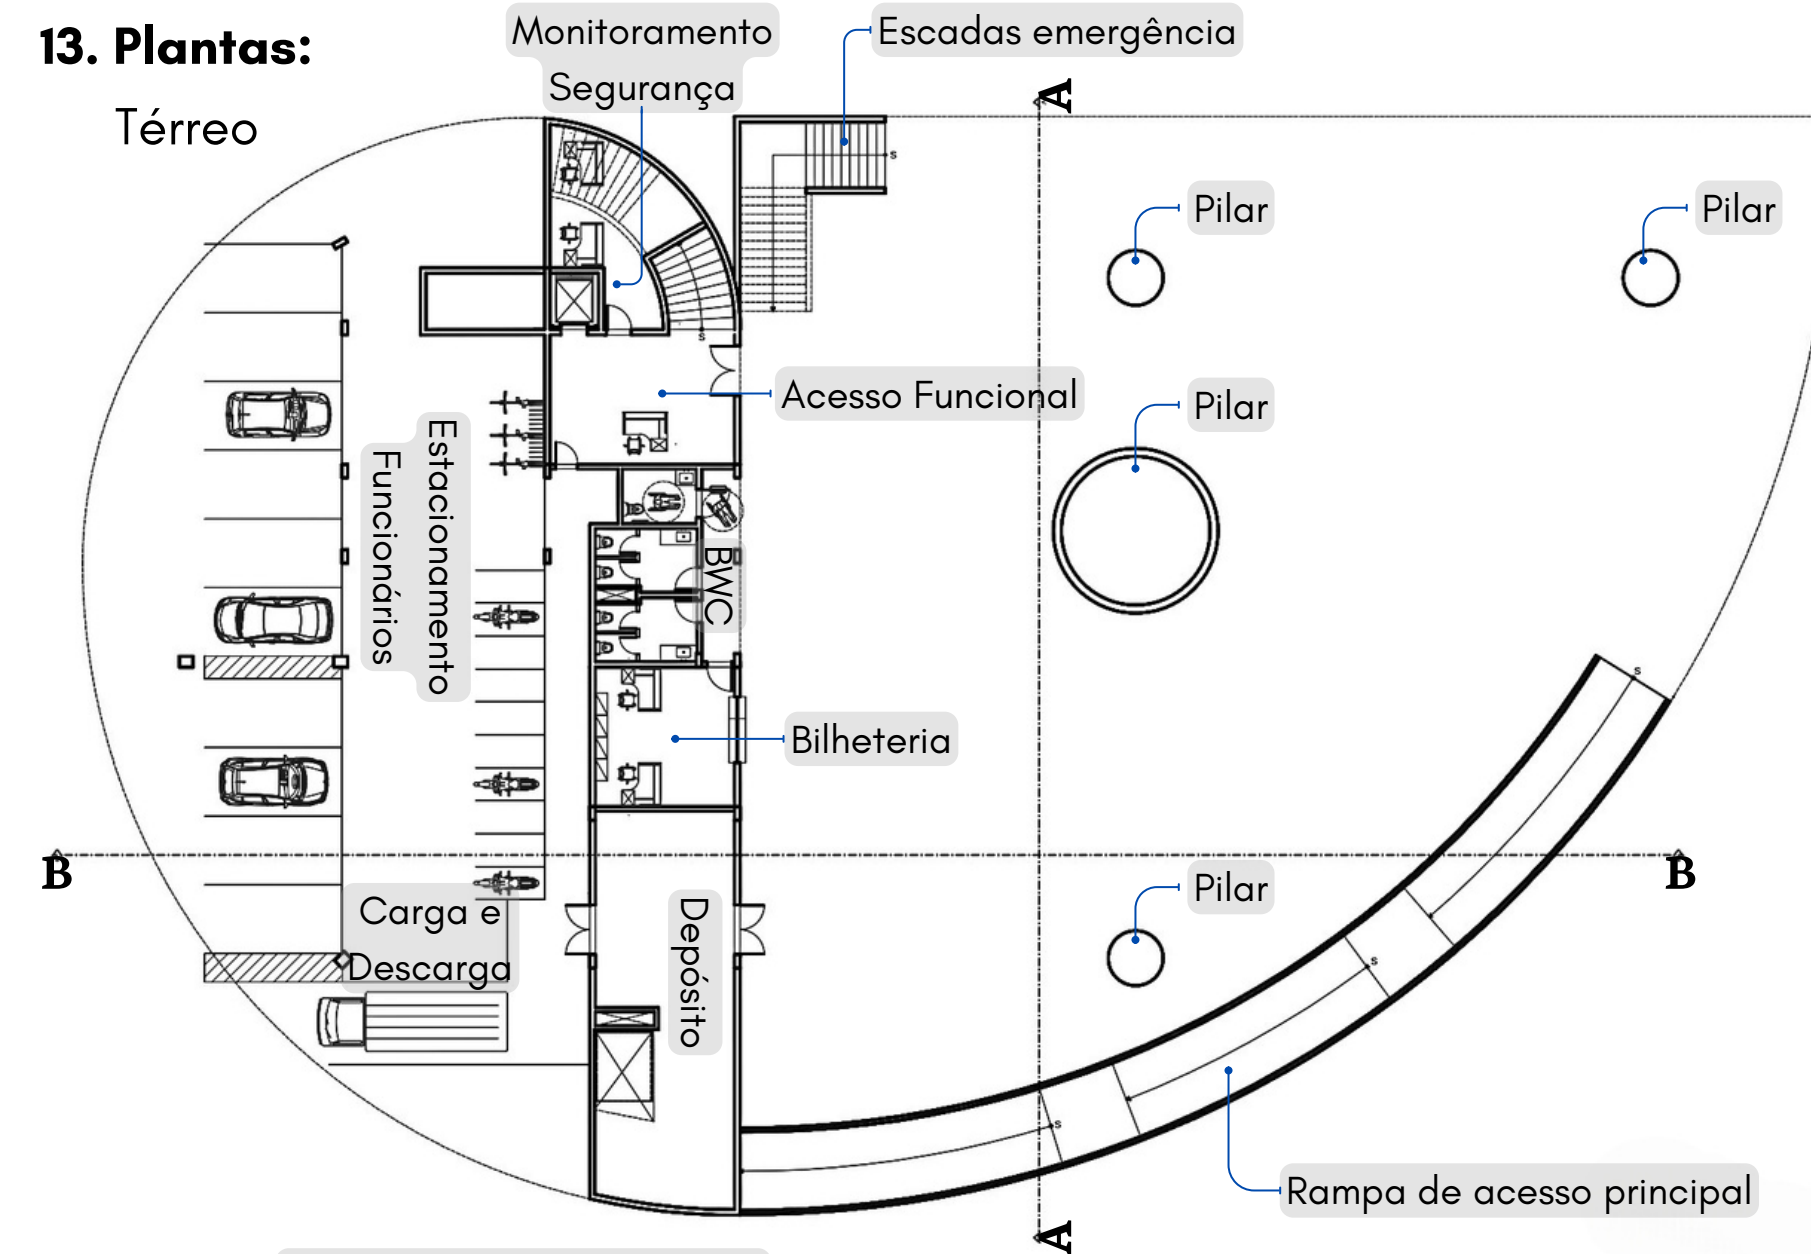 13. Plantas:
Térreo
Monitoramento
Segurança
Escadas emergência
A
s
Pilar
Pilar
s
Acesso Funcional
Pilar
Estacionamento
Funcionários
BWC
s
Bilheteria
B
B
Carga e
Descarga
Depósito
Pilar
s
s
Rampa de acesso principal
A